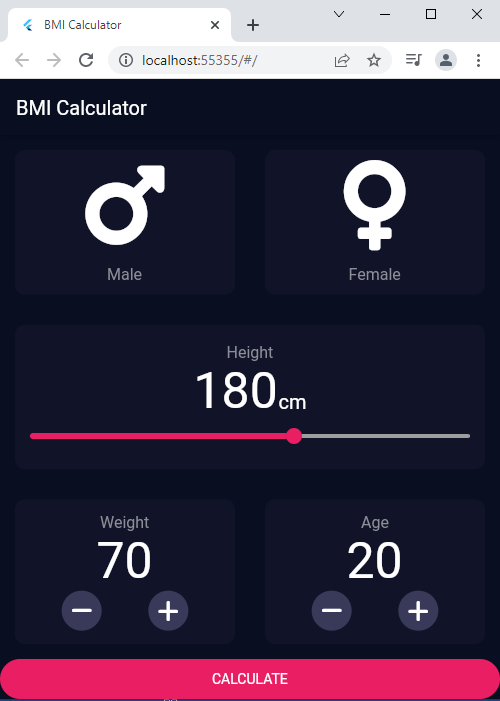 BMI Calculator
localhost:55355/#/
BMI Calculator
Male
Female
Height
180cm
Weight
70
Age
20
CALCULATE